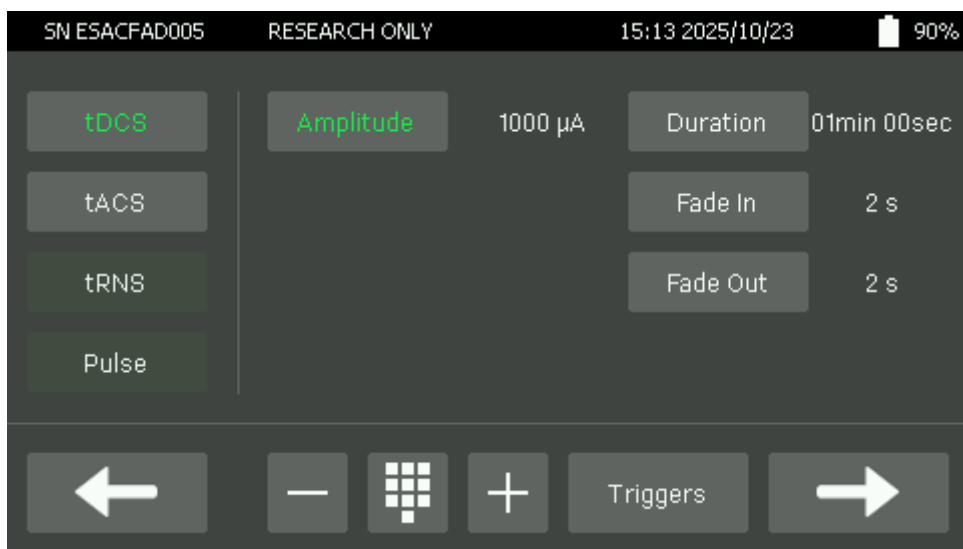 SN ESACFAD005 RESEARCH ONLY 15:13 2025/10/23 90%
tDCS Amplitude 1000 µA Duration 01min 00sec
tACS Fade In 2 s
tRNS Fade Out 2 s
Pulse
Triggers